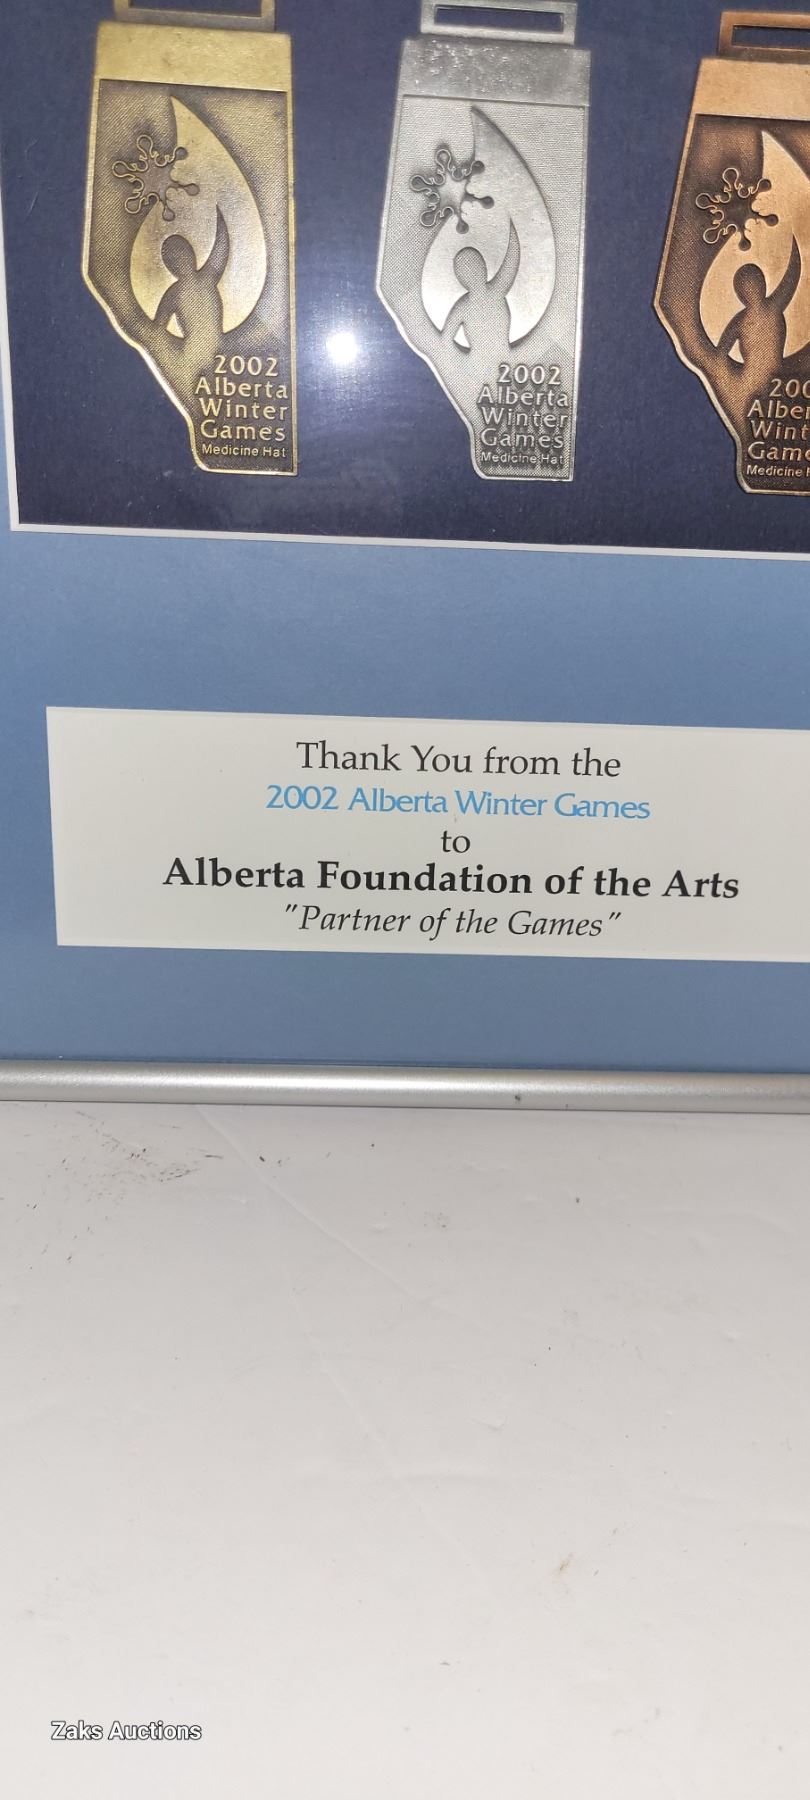 2002
Alberta
Winter
Games
Medicine Hat
2002
Alberta
Winter
Games
Medicine Hat
Medicine
Thank You from the
2002 Alberta Winter Games
to
Alberta Foundation of the Arts
"Partner of the Games"
Zaks Auctions